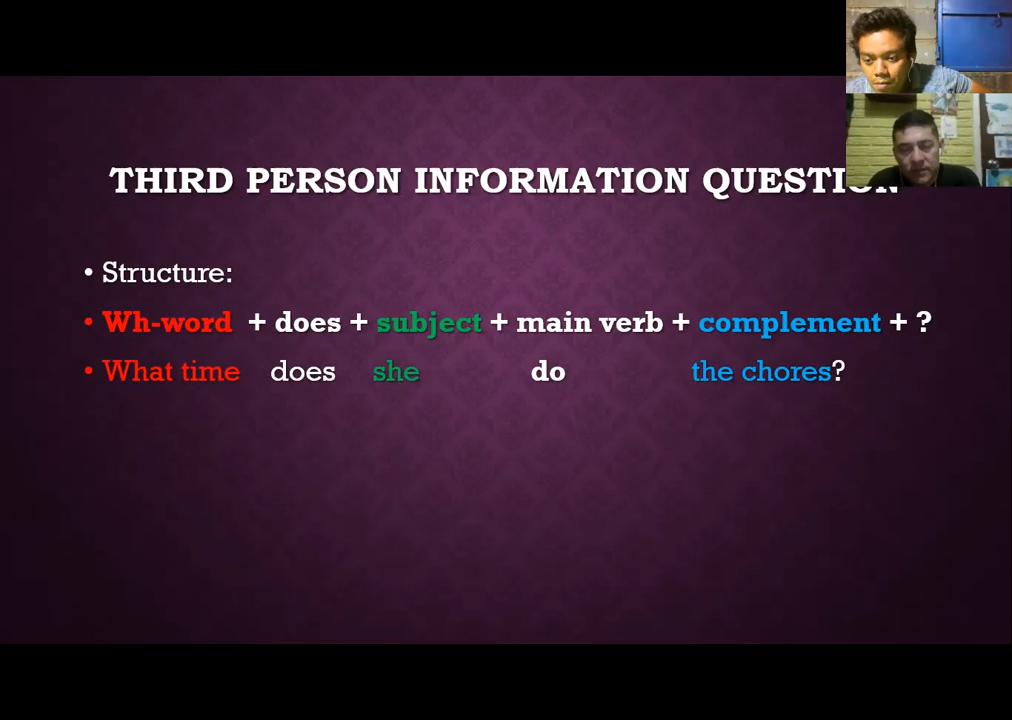 THIRD PERSON INFORMATION QUESTION
• Structure:
• Wh-word + does + subject + main verb + complement + ?
• What time does she do the chores?